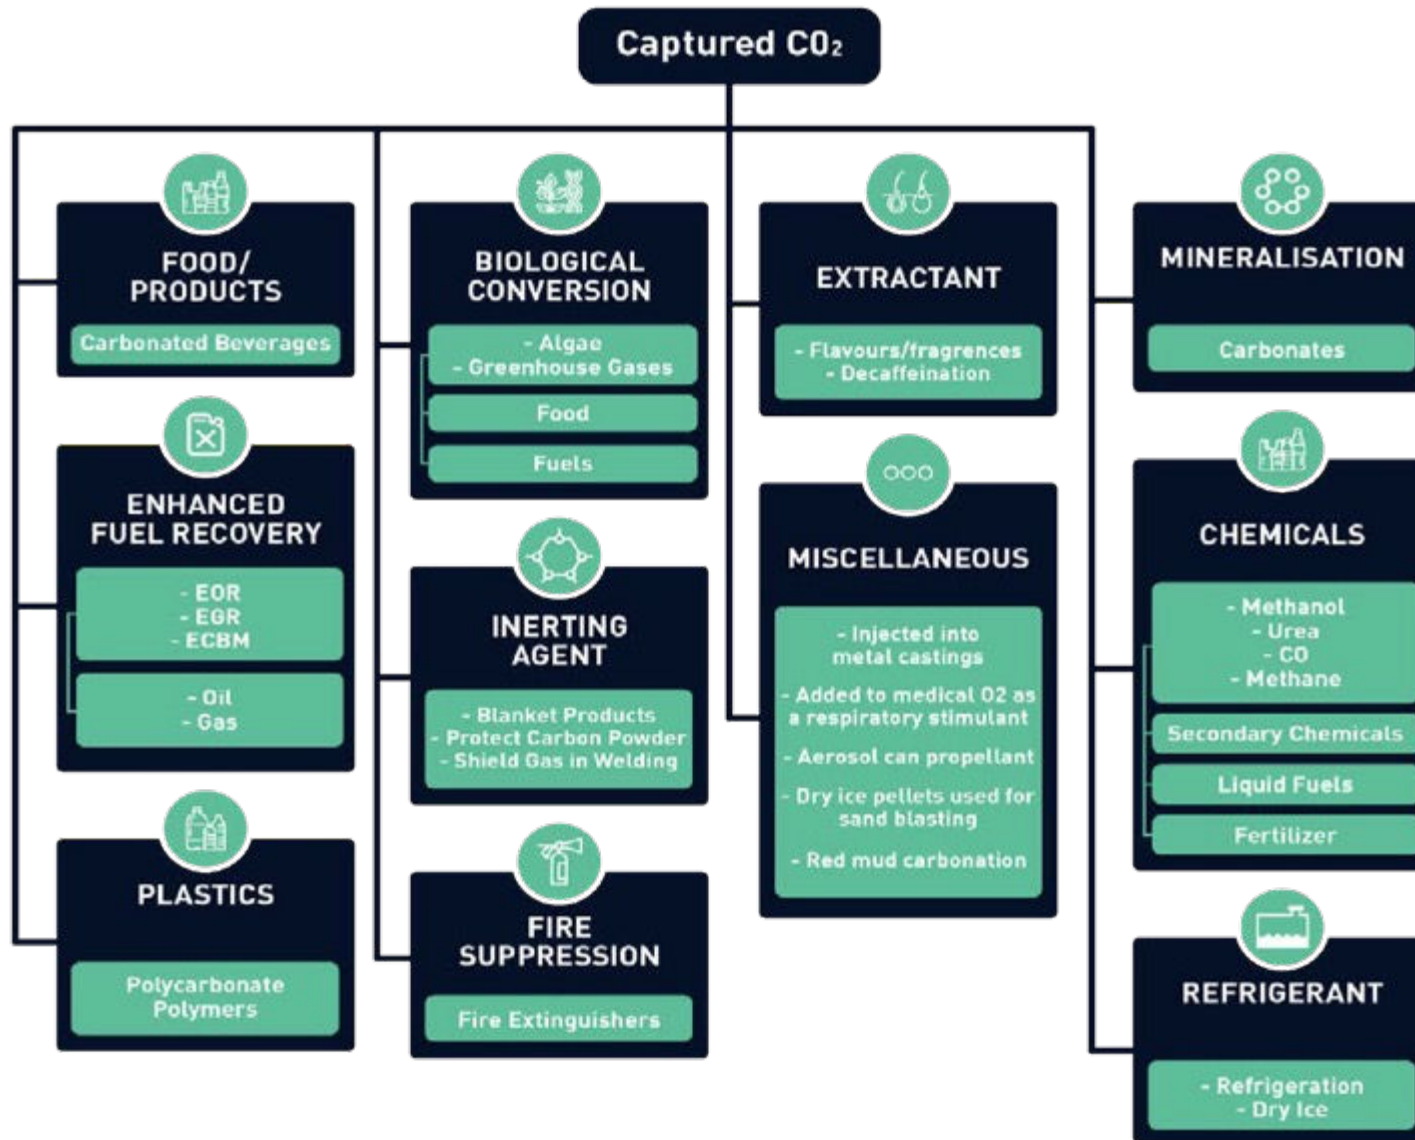 Captured CO₂
FOOD/
PRODUCTS
Carbonated Beverages
ENHANCED
FUEL RECOVERY
- EOR
- EGR
- ECBM
- Oil
- Gas
PLASTICS
Polycarbonate
Polymers
BIOLOGICAL
CONVERSION
- Algae
- Greenhouse Gases
Food
Fuels
INERTING
AGENT
- Blanket Products
- Protect Carbon Powder
- Shield Gas in Welding
FIRE
SUPPRESSION
Fire Extinguishers
EXTRACTANT
- Flavours/fragrences
- Decaffeination
MISCELLANEOUS
- Injected into
metal castings
- Added to medical O2 as
a respiratory stimulant
- Aerosol can propellant
- Dry ice pellets used for
sand blasting
- Red mud carbonation
MINERALISATION
Carbonates
CHEMICALS
- Methanol
- Urea
- CO
- Methane
Secondary Chemicals
Liquid Fuels
Fertilizer
REFRIGERANT
- Refrigeration
- Dry Ice